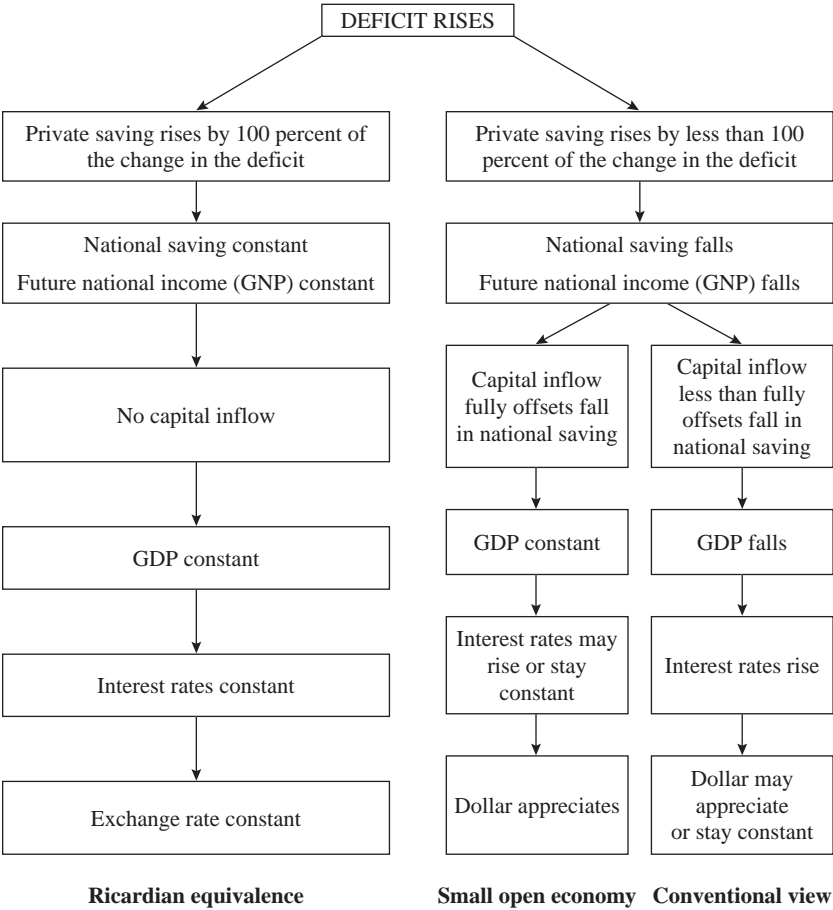 DEFICIT RISES
Private saving rises by 100 percent of
the change in the deficit
Private saving rises by less than 100
percent of the change in the deficit
National saving constant
Future national income (GNP) constant
National saving falls
Future national income (GNP) falls
No capital inflow
Capital inflow
fully offsets fall
in national saving
Capital inflow
less than fully
offsets fall in
national saving
GDP constant
GDP constant
GDP falls
Interest rates constant
Interest rates may
rise or stay
constant
Interest rates rise
Exchange rate constant
Dollar appreciates
Dollar may
appreciate
or stay constant
Ricardian equivalence
Small open economy
Conventional view